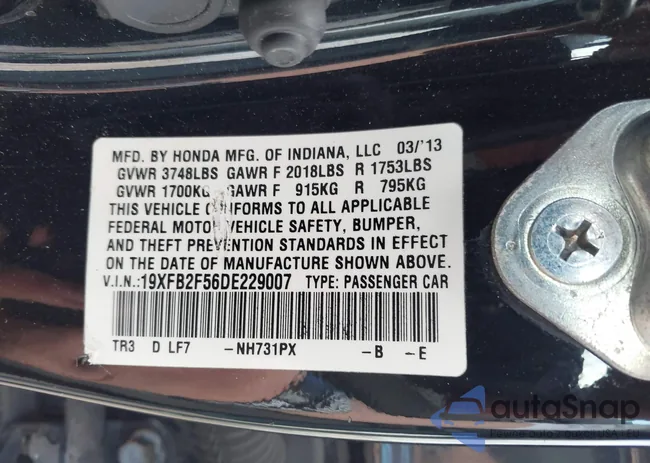 MFD. BY HONDA MFG. OF INDIANA, LLC 03/'13
GVWR 3748LBS GAWR F 2018LBS R 1753LBS
GVWR 1700KG GAWR F 915KG R 795KG
THIS VEHICLE CONFORMS TO ALL APPLICABLE
FEDERAL MOTOR VEHICLE SAFETY, BUMPER,
AND THEFT PREVENTION STANDARDS IN EFFECT
ON THE DATE OF MANUFACTURE SHOWN ABOVE.
V.I.N.: 19XFB2F56DE229007 TYPE: PASSENGER CAR
TR3 D LF7 -NH731PX -B -E
autoSnap